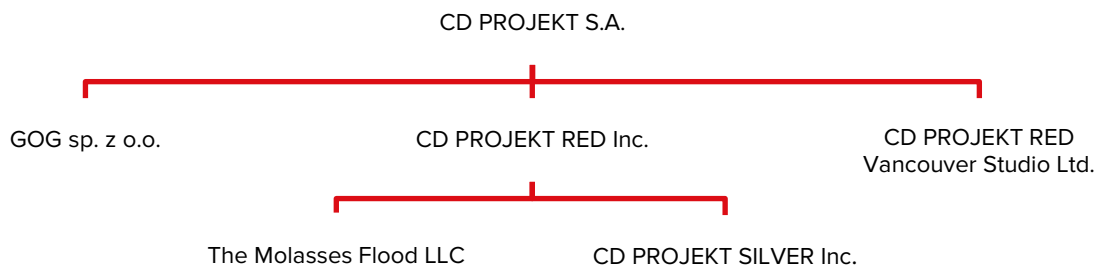 CD PROJEKT S.A.
GOG sp. z o.o.
CD PROJEKT RED Inc.
CD PROJEKT RED
Vancouver Studio Ltd.
The Molasses Flood LLC
CD PROJEKT SILVER Inc.